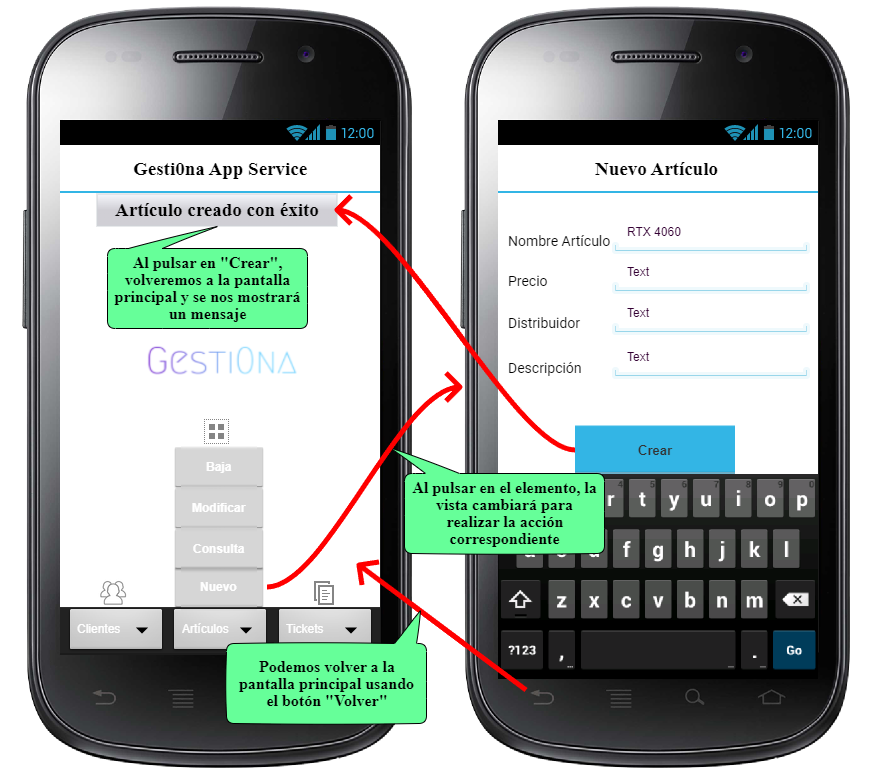 12:00
Gesti0na App Service
Artículo creado con éxito
Al pulsar en "Crear",
volveremos a la pantalla
principal y se nos mostrará
un mensaje
Gesti0na
Baja
Modificar
Consulta
Nuevo
Clientes
Artículos
Tickets
Podemos volver a la
pantalla principal usando
el botón "Volver"
Al pulsar en el elemento, la
vista cambiará para
realizar la acción
correspondiente
12:00
Nuevo Artículo
Nombre Artículo RTX 4060
Precio Text
Distribuidor Text
Descripción Text
Crear
r t y u i o p
f g h j k l
z x c v b n m
?123 , . Go